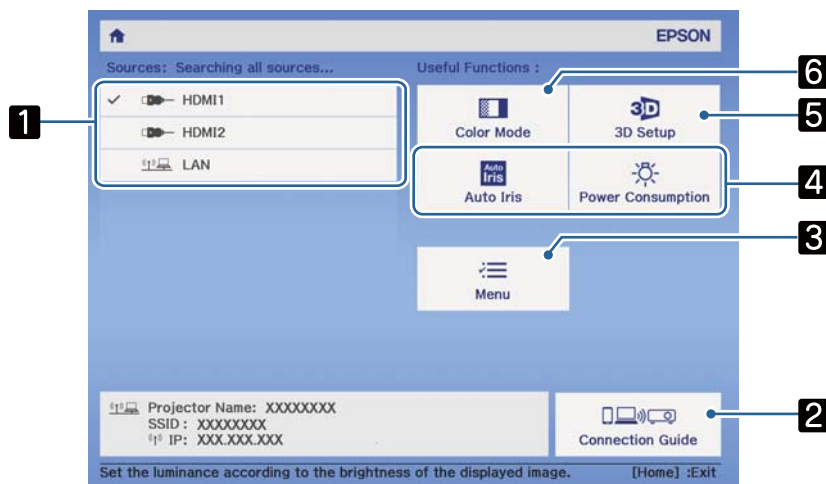 EPSON
Sources: Searching all sources...
Useful Functions :
HDMI1
HDMI2
LAN
Color Mode
3D
3D Setup
Auto
Iris
Auto Iris
Power Consumption
Menu
Projector Name: XXXXXXXX
SSID : XXXXXXXX
IP: XXX.XXX.XXX
Connection Guide
Set the luminance according to the brightness of the displayed image.
[Home] :Exit
1
6
5
4
3
2